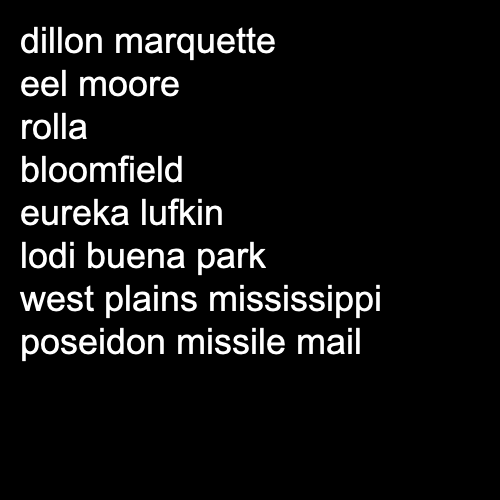 dillon marquette
eel moore
rolla
bloomfield
eureka lufkin
lodi buena park
west plains mississippi
poseidon missile mail